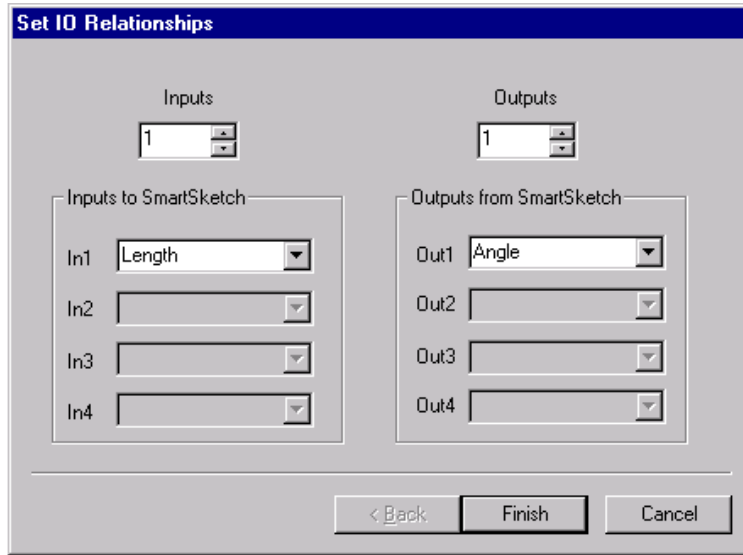 Set IO Relationships
Inputs Outputs
1 1
Inputs to SmartSketch Outputs from SmartSketch
In1 Length Out1 Angle
In2 Out2
In3 Out3
In4 Out4
< Back Finish Cancel